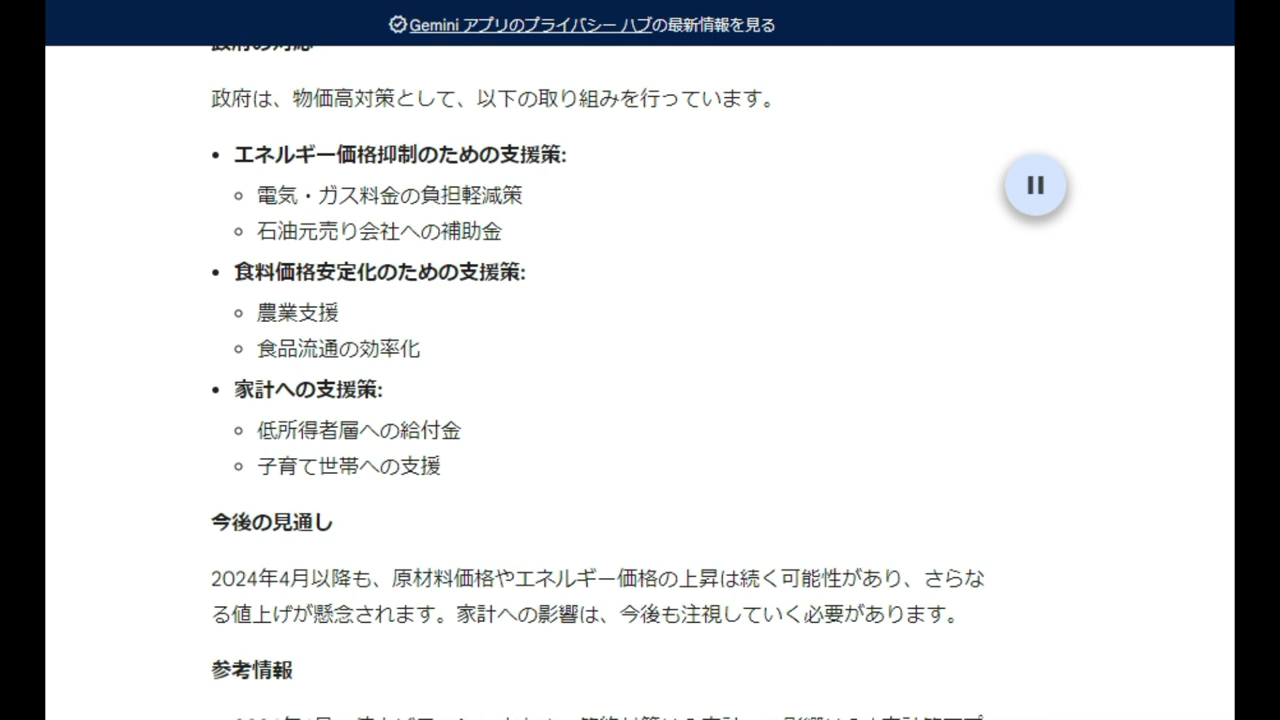 Gemini アプリのプライバシー ハブの最新情報を見る
政府の対応
政府は、物価高対策として、以下の取り組みを行っています。
• エネルギー価格抑制のための支援策:
電気・ガス料金の負担軽減策
石油元売り会社への補助金
• 食料価格安定化のための支援策:
農業支援
食品流通の効率化
• 家計への支援策:
低所得者層への給付金
子育て世帯への支援
今後の見通し
2024年4月以降も、原材料価格やエネルギー価格の上昇は続く可能性があり、さらな
る値上げが懸念されます。家計への影響は、今後も注視していく必要があります。
参考情報